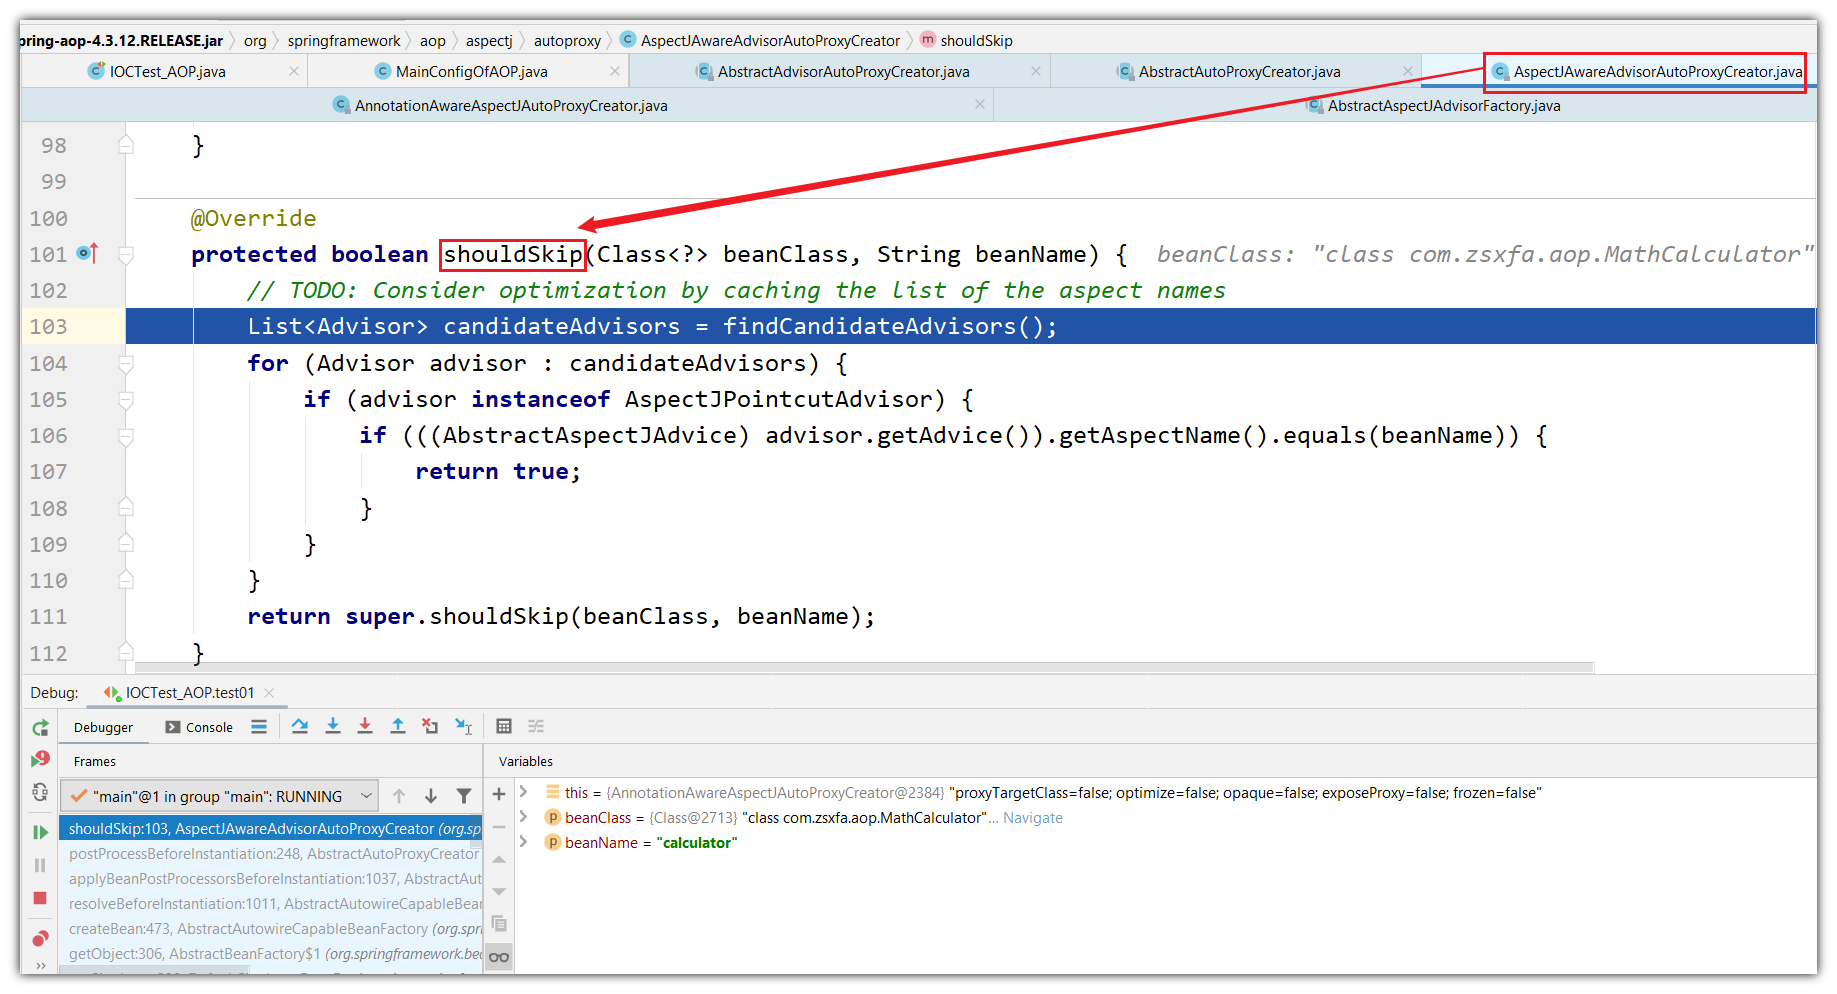 pring-aop-4.3.12.RELEASE.jar org springframework aop aspectj autoproxy AspectJAwareAdvisorAutoProxyCreator shouldSkip
IOCTest_AOP.java MainConfigOfAOP.java AbstractAdvisorAutoProxyCreator.java AbstractAutoProxyCreator.java AspectJAwareAdvisorAutoProxyCreator.java
AnnotationAwareAspectJAutoProxyCreator.java AbstractAspectJAdvisorFactory.java
98 }
99
100 @Override
101 protected boolean shouldSkip(Class<?> beanClass, String beanName) { beanClass: "class com.zsxfa.aop.MathCalculator"
102 // TODO: Consider optimization by caching the list of the aspect names
103 List<Advisor> candidateAdvisors = findCandidateAdvisors();
104 for (Advisor advisor : candidateAdvisors) {
105 if (advisor instanceof AspectJPointcutAdvisor) {
106 if (((AbstractAspectJAdvice) advisor.getAdvice()).getAspectName().equals(beanName)) {
107 return true;
108 }
109 }
110 }
111 return super.shouldSkip(beanClass, beanName);
112 }
Debug: IOCTest_AOP.test01
Debugger Console
Frames Variables
"main"@1 in group "main": RUNNING
shouldSkip:103, AspectJAwareAdvisorAutoProxyCreator (org.spr
postProcessBeforeInstantiation:248, AbstractAutoProxyCreator
applyBeanPostProcessorsBeforeInstantiation:1037, AbstractAut
resolveBeforeInstantiation:1011, AbstractAutowireCapableBean
createBean:473, AbstractAutowireCapableBeanFactory (org.spri
getObject:306, AbstractBeanFactory$1 (org.springframework.bea
this = {AnnotationAwareAspectJAutoProxyCreator@2384} "proxyTargetClass=false; optimize=false; opaque=false; exposeProxy=false; frozen=false"
beanClass = {Class@2713} "class com.zsxfa.aop.MathCalculator"... Navigate
beanName = "calculator"